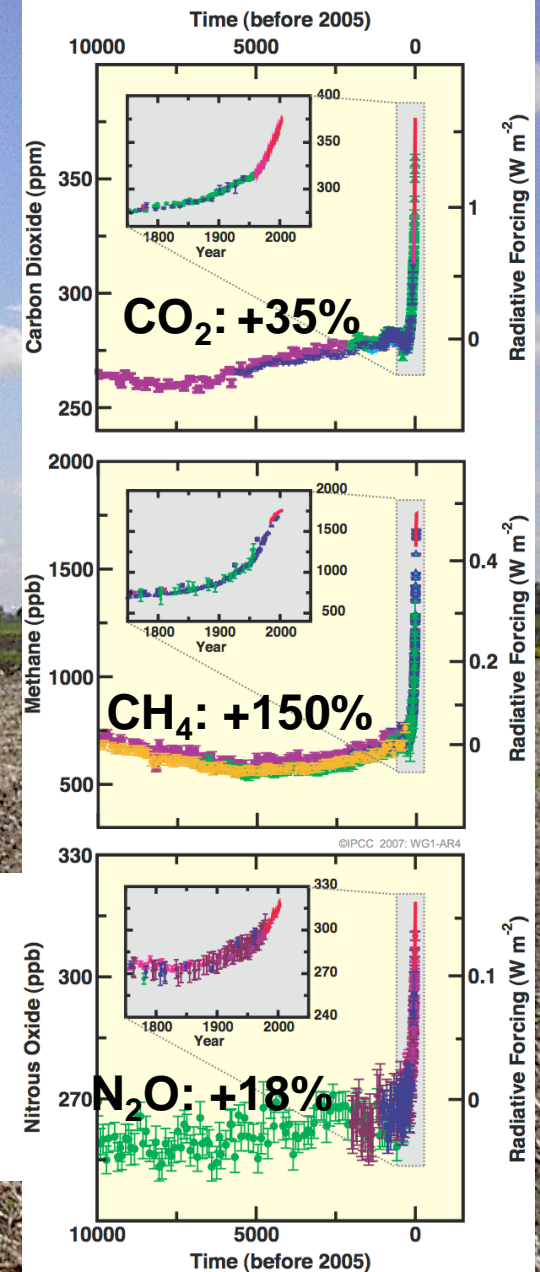 Time (before 2005)
10000 5000 0
Carbon Dioxide (ppm)
350
300
250
400
350
300
1800 1900 2000
Year
CO₂: +35%
1
0
Radiative Forcing (W m⁻²)
2000
1500
1000
500
Methane (ppb)
2000
1500
1000
500
1800 1900 2000
Year
CH₄: +150%
0.4
0.2
0
Radiative Forcing (W m⁻²)
©IPCC 2007: WG1-AR4
330
300
270
Nitrous Oxide (ppb)
330
300
270
240
1800 1900 2000
Year
N₂O: +18%
0.1
0
Radiative Forcing (W m⁻²)
10000 5000 0
Time (before 2005)